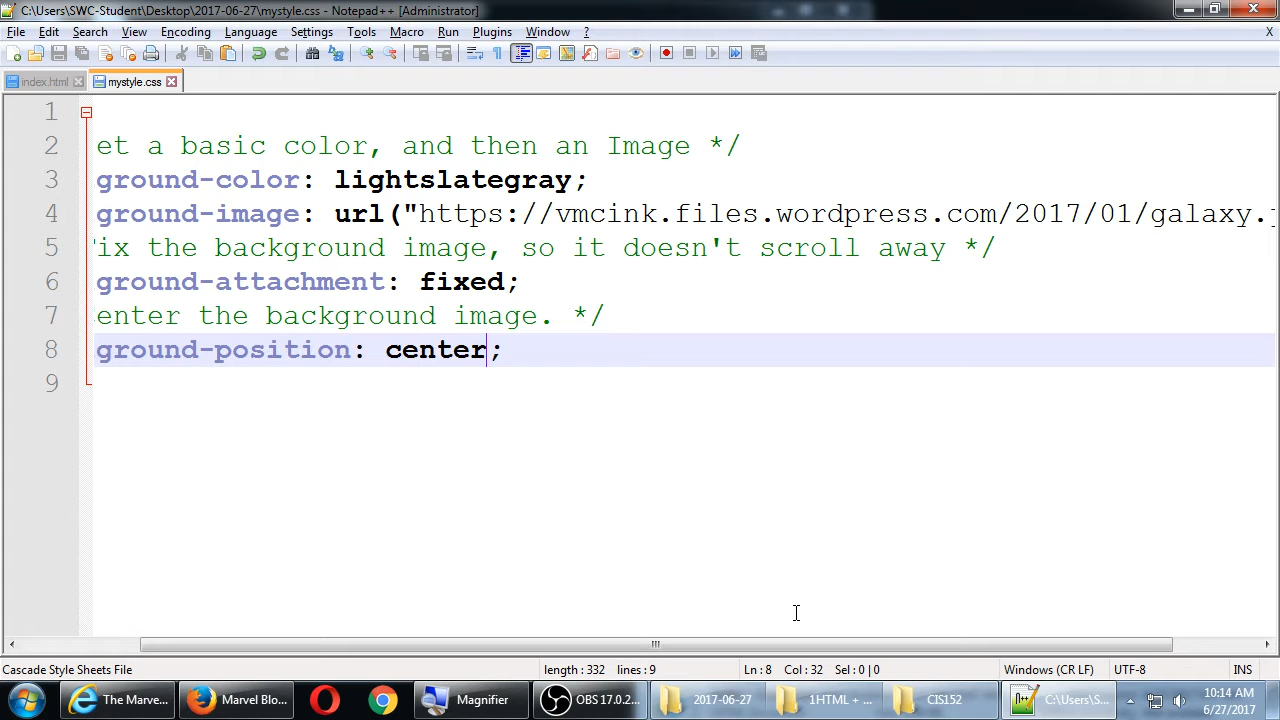 C:\Users\SWC-Student\Desktop\2017-06-27\mystyle.css - Notepad++ [Administrator]
File Edit Search View Encoding Language Settings Tools Macro Run Plugins Window ? X
index.html mystyle.css
1
2 et a basic color, and then an Image */
3 ground-color: lightslategray;
4 ground-image: url("https://vmcink.files.wordpress.com/2017/01/galaxy.j
5 ix the background image, so it doesn't scroll away */
6 ground-attachment: fixed;
7 enter the background image. */
8 ground-position: center;
9
Cascade Style Sheets File length : 332 lines : 9 Ln : 8 Col : 32 Sel : 0 | 0 Windows (CR LF) UTF-8 INS
The Marve... Marvel Blo... Magnifier OBS 17.0.2... 2017-06-27 1HTML + ... CIS152 C:\Users\S... 10:14 AM
6/27/2017